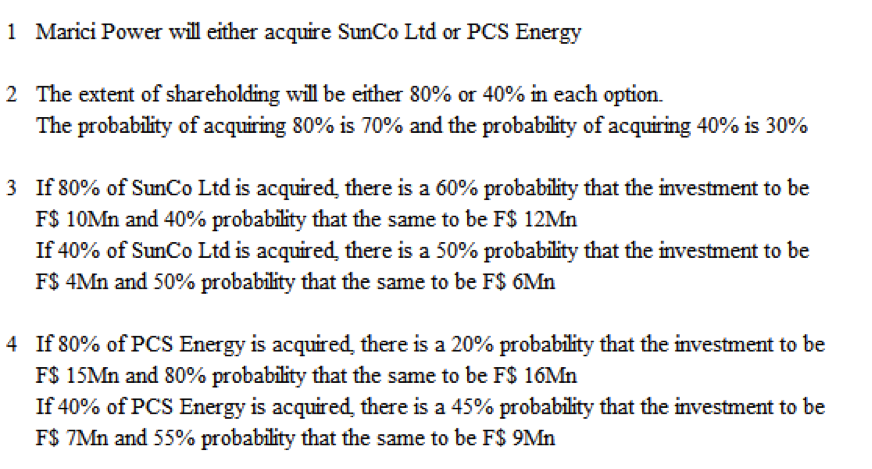 1 Marici Power will either acquire SunCo Ltd or PCS Energy
2 The extent of shareholding will be either 80% or 40% in each option.
The probability of acquiring 80% is 70% and the probability of acquiring 40% is 30%
3 If 80% of SunCo Ltd is acquired, there is a 60% probability that the investment to be
F$ 10Mn and 40% probability that the same to be F$ 12Mn
If 40% of SunCo Ltd is acquired, there is a 50% probability that the investment to be
F$ 4Mn and 50% probability that the same to be F$ 6Mn
4 If 80% of PCS Energy is acquired, there is a 20% probability that the investment to be
F$ 15Mn and 80% probability that the same to be F$ 16Mn
If 40% of PCS Energy is acquired, there is a 45% probability that the investment to be
F$ 7Mn and 55% probability that the same to be F$ 9Mn